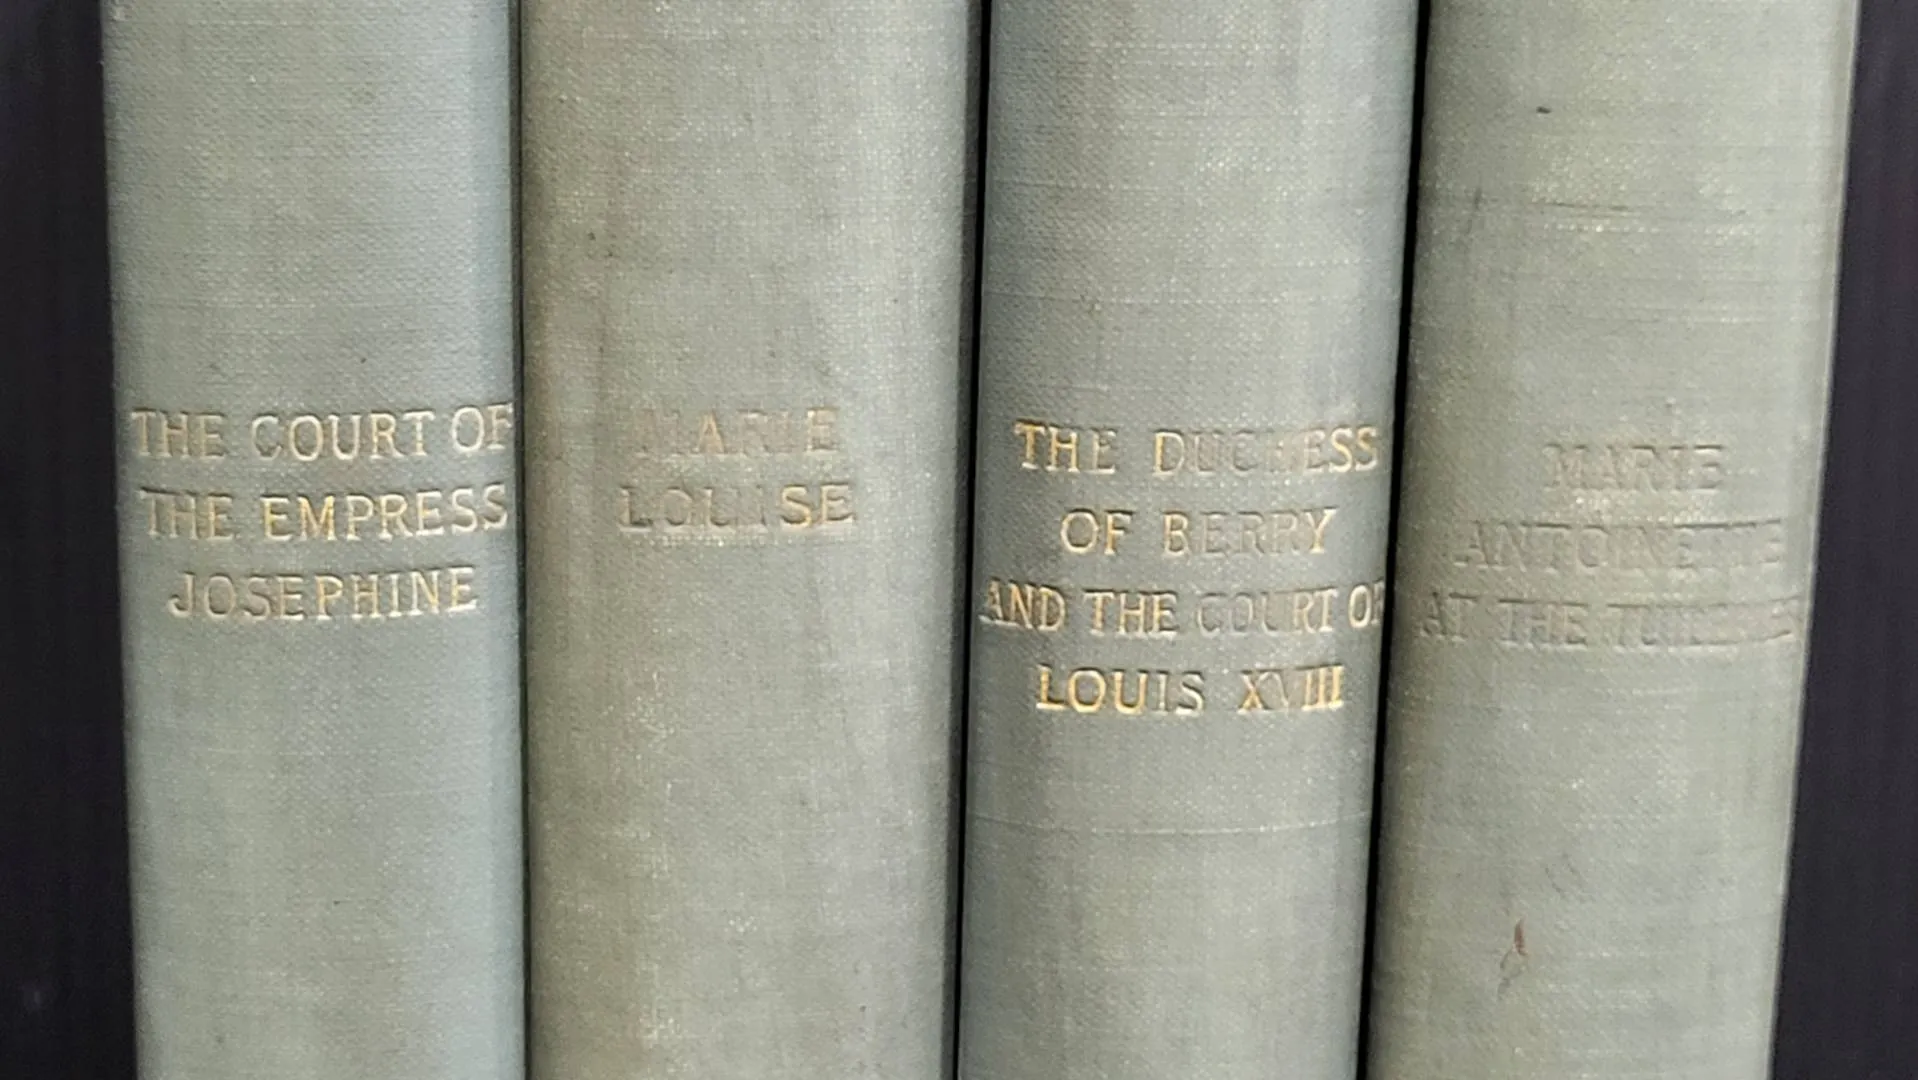 THE COURT OF
THE EMPRESS
JOSEPHINE
MARIE
LOUISE
THE DUCHESS
OF BERRY
AND THE COURT OF
LOUIS XVIII
MARIE
ANTOINETTE
AT THE TUILERIES